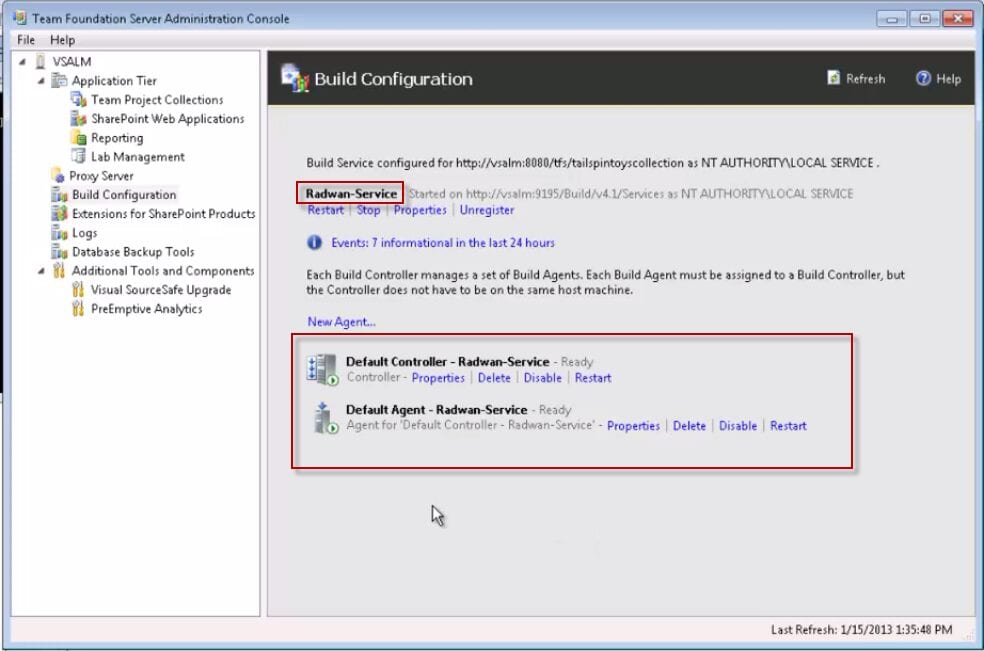 Team Foundation Server Administration Console
File Help
VSALM
Application Tier
Team Project Collections
SharePoint Web Applications
Reporting
Lab Management
Proxy Server
Build Configuration
Extensions for SharePoint Products
Logs
Database Backup Tools
Additional Tools and Components
Visual SourceSafe Upgrade
PreEmptive Analytics
Build Configuration
Refresh
Help
Build Service configured for http://vsalm:8080/tfs/tailspintoyscollection as NT AUTHORITY\LOCAL SERVICE .
Radwan-Service Started on http://vsalm:9195/Build/v4.1/Services as NT AUTHORITY\LOCAL SERVICE
Restart | Stop | Properties | Unregister
Events: 7 informational in the last 24 hours
Each Build Controller manages a set of Build Agents. Each Build Agent must be assigned to a Build Controller, but
the Controller does not have to be on the same host machine.
New Agent...
Default Controller - Radwan-Service - Ready
Controller - Properties | Delete | Disable | Restart
Default Agent - Radwan-Service - Ready
Agent for 'Default Controller - Radwan-Service' - Properties | Delete | Disable | Restart
Last Refresh: 1/15/2013 1:35:48 PM